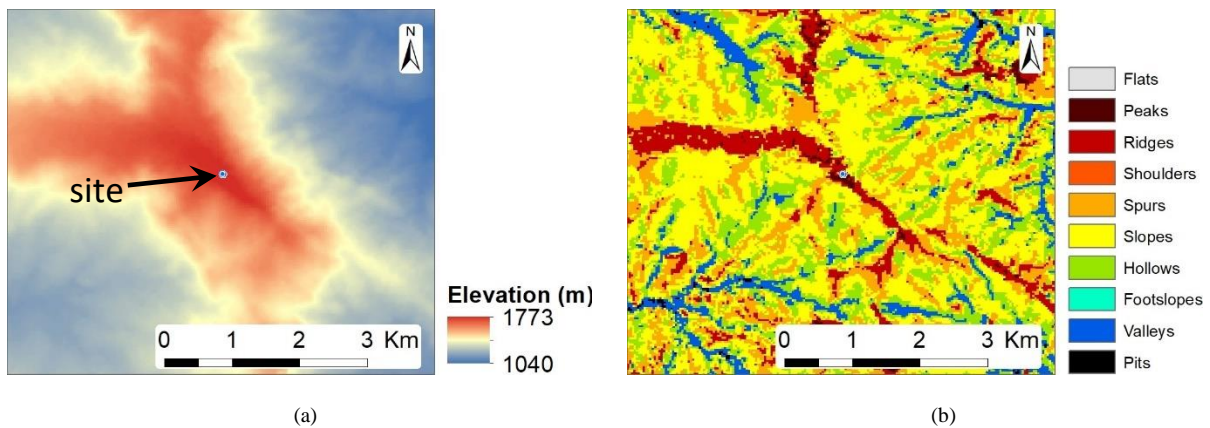 N
site
Elevation (m)
1773
1040
0 1 2 3 Km
(a)
N
0 1 2 3 Km
Flats
Peaks
Ridges
Shoulders
Spurs
Slopes
Hollows
Footslopes
Valleys
Pits
(b)